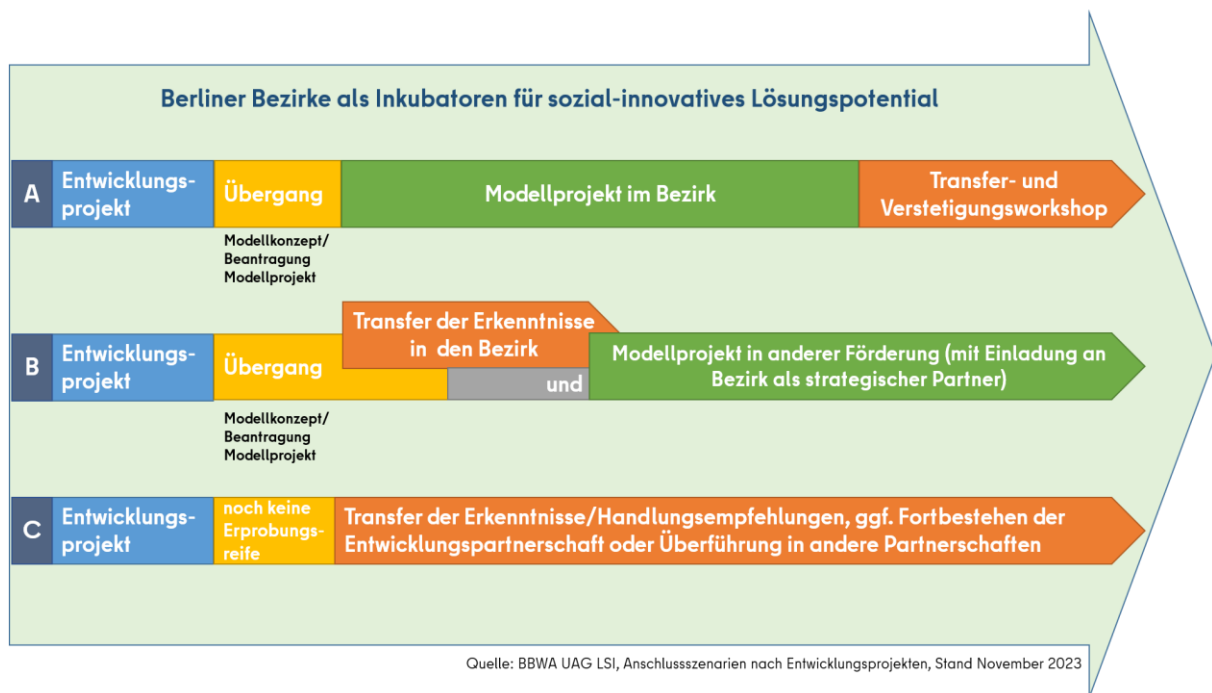 Berliner Bezirke als Inkubatoren für sozial-innovatives Lösungspotential
A
Entwicklungs-
projekt
Übergang
Modellprojekt im Bezirk
Transfer- und
Verstetigungsworkshop
Modellkonzept/
Beantragung
Modellprojekt
B
Entwicklungs-
projekt
Übergang
Transfer der Erkenntnisse
in den Bezirk
und
Modellprojekt in anderer Förderung (mit Einladung an
Bezirk als strategischer Partner)
Modellkonzept/
Beantragung
Modellprojekt
C
Entwicklungs-
projekt
noch keine
Erprobungs-
reife
Transfer der Erkenntnisse/Handlungsempfehlungen, ggf. Fortbestehen der
Entwicklungspartnerschaft oder Überführung in andere Partnerschaften
Quelle: BBWA UAG LSI, Anschlussszenarien nach Entwicklungsprojekten, Stand November 2023